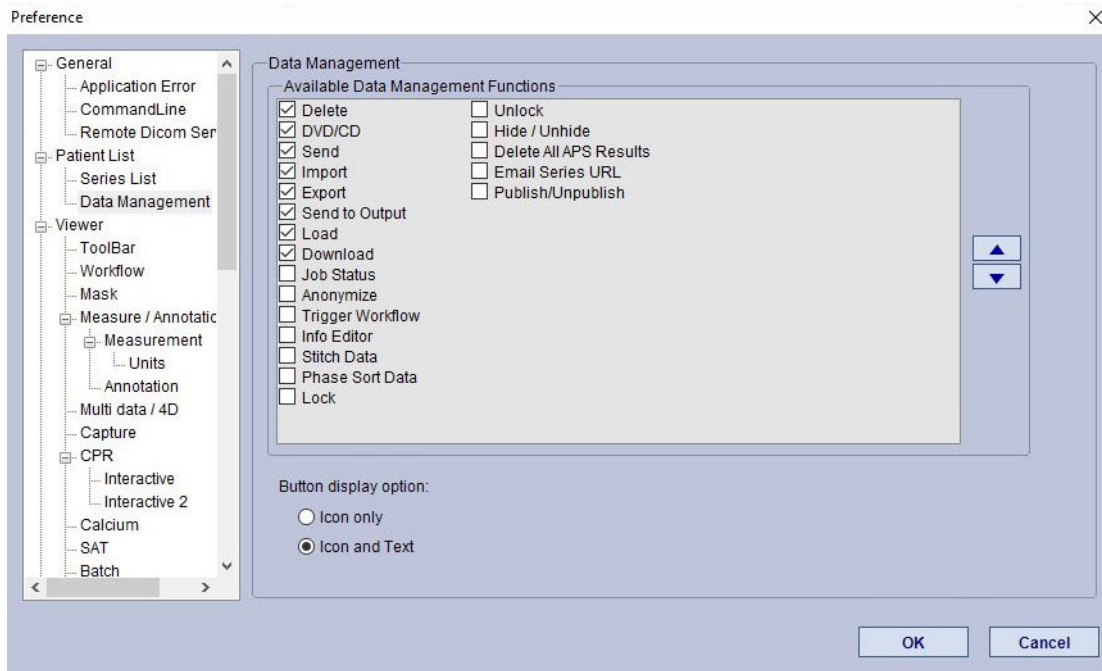 Preference
General
Application Error
CommandLine
Remote Dicom Ser
Patient List
Series List
Data Management
Viewer
ToolBar
Workflow
Mask
Measure / Annotatic
Measurement
Units
Annotation
Multi data / 4D
Capture
CPR
Interactive
Interactive 2
Calcium
SAT
Batch
Data Management
Available Data Management Functions
Delete
DVD/CD
Send
Import
Export
Send to Output
Load
Download
Job Status
Anonymize
Trigger Workflow
Info Editor
Stitch Data
Phase Sort Data
Lock
Unlock
Hide / Unhide
Delete All APS Results
Email Series URL
Publish/Unpublish
Button display option:
Icon only
Icon and Text
OK
Cancel